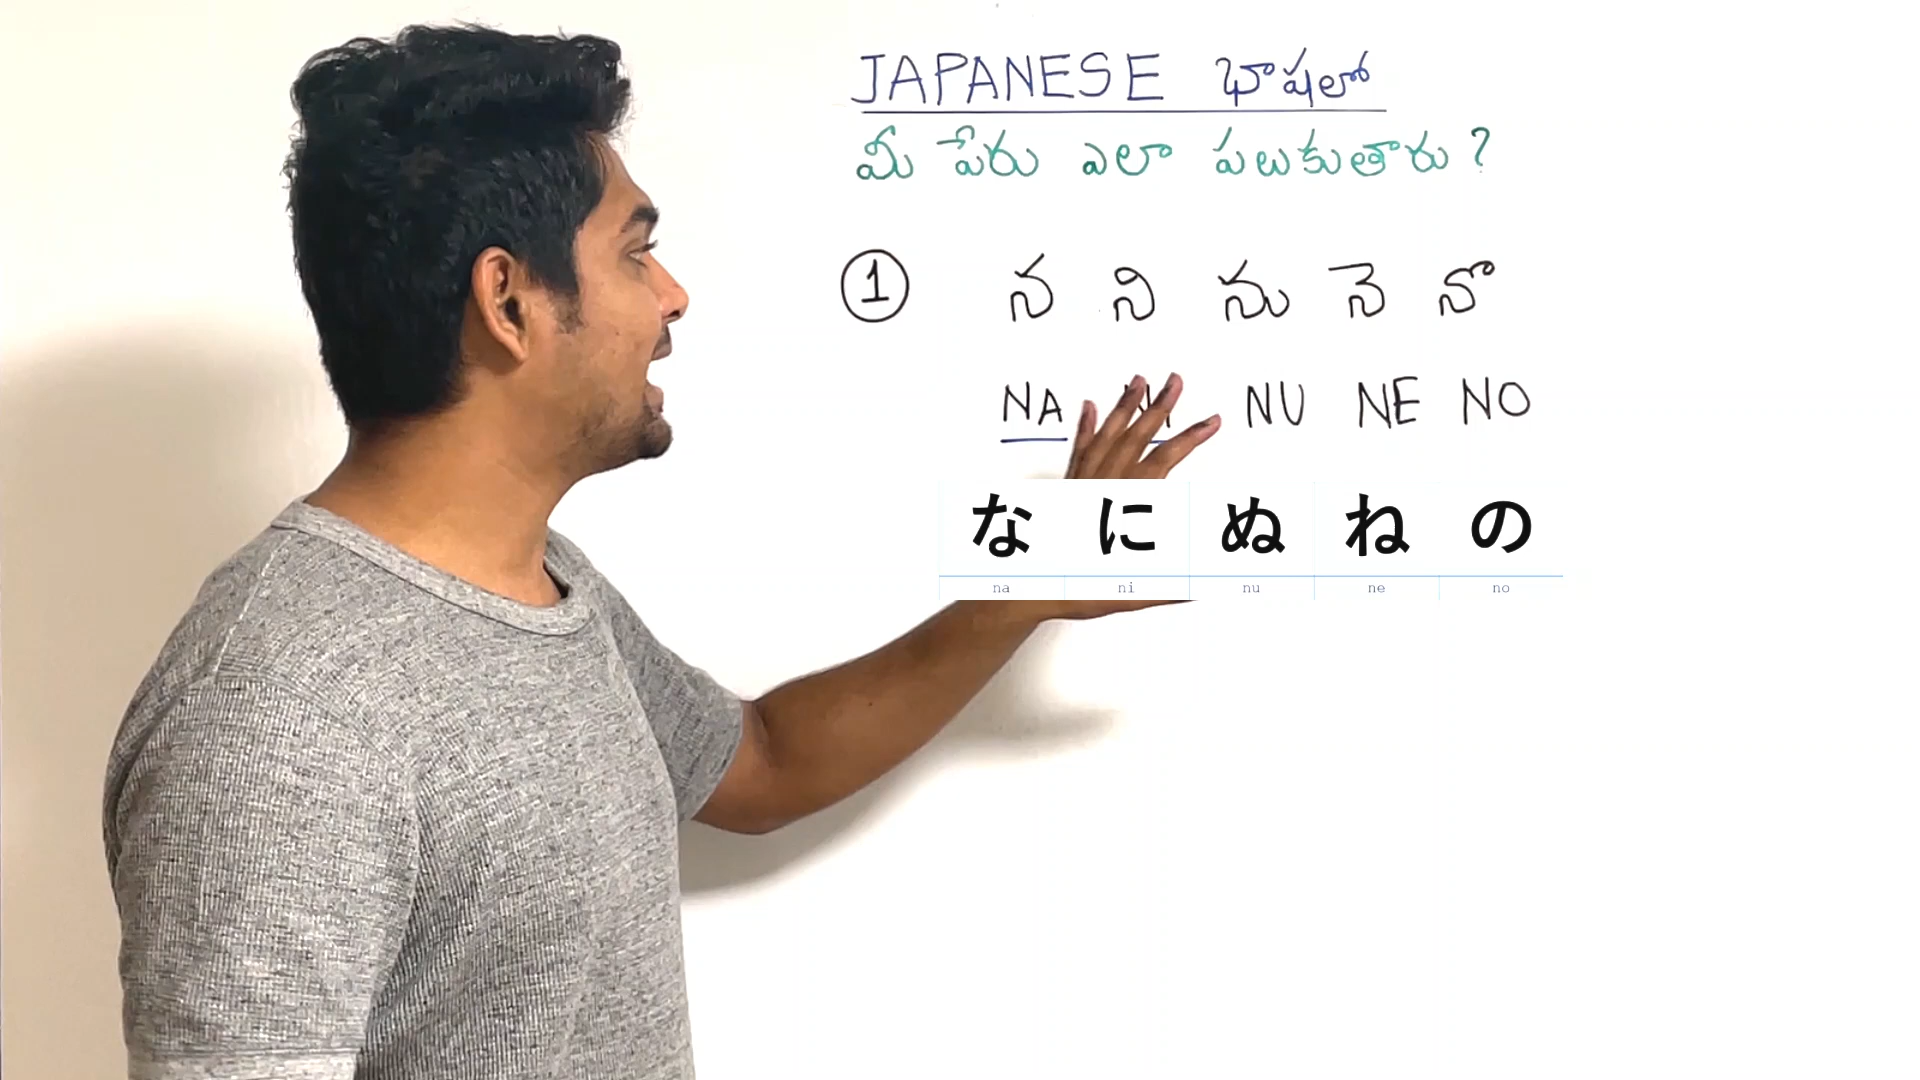 JAPANESE భాషలో
మీ పేరు ఎలా పలుకుతారు?
1 న ని ను నె నొ
NA NI NU NE NO
な に ぬ ね の
na ni nu ne no